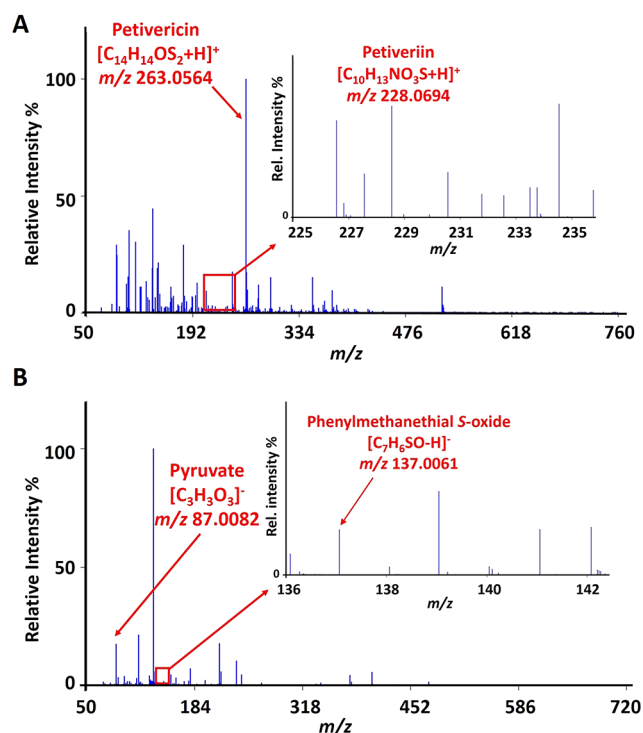 A
Petivericin
[C14H14OS2+H]+
m/z 263.0564
Petiveriin
[C10H13NO3S+H]+
m/z 228.0694
Rel. Intensity %
0
225 227 229 231 233 235
m/z
Relative Intensity %
100
50
0
50 192 334 476 618 760
m/z
B
Phenylmethanethial S-oxide
[C7H6SO-H]-
m/z 137.0061
Pyruvate
[C3H3O3]-
m/z 87.0082
Rel. intensity %
0
136 138 140 142
m/z
Relative Intensity %
100
50
0
50 184 318 452 586 720
m/z